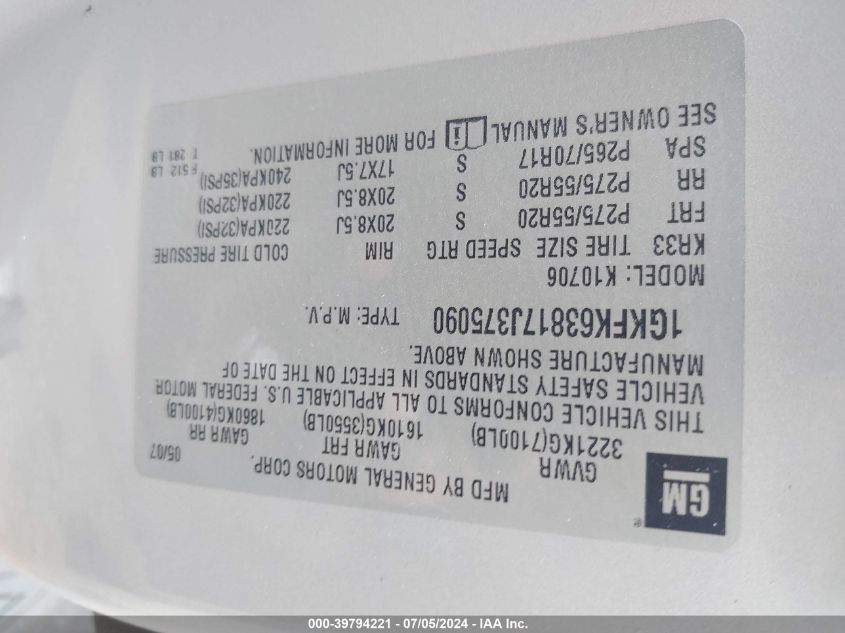 GM
®
MFD BY GENERAL MOTORS CORP.
05/07
GVWR GAWR FRT GAWR RR
3221KG(7100LB) 1610KG(3550LB) 1860KG(4100LB)
THIS VEHICLE CONFORMS TO ALL APPLICABLE U.S. FEDERAL MOTOR
VEHICLE SAFETY STANDARDS IN EFFECT ON THE DATE OF
MANUFACTURE SHOWN ABOVE.
1GKFK63817J375090 TYPE: M.P.V.
MODEL: K10706
KR33 TIRE SIZE SPEED RTG RIM COLD TIRE PRESSURE
FRT P275/55R20 S 20X8.5J 220KPA(32PSI)
RR P275/55R20 S 20X8.5J 220KPA(32PSI)
SPA P265/70R17 S 17X7.5J 240KPA(35PSI)
SEE OWNER'S MANUAL i FOR MORE INFORMATION.
F 512 LB
T 281 LB
000-39794221 - 07/05/2024 - IAA Inc.